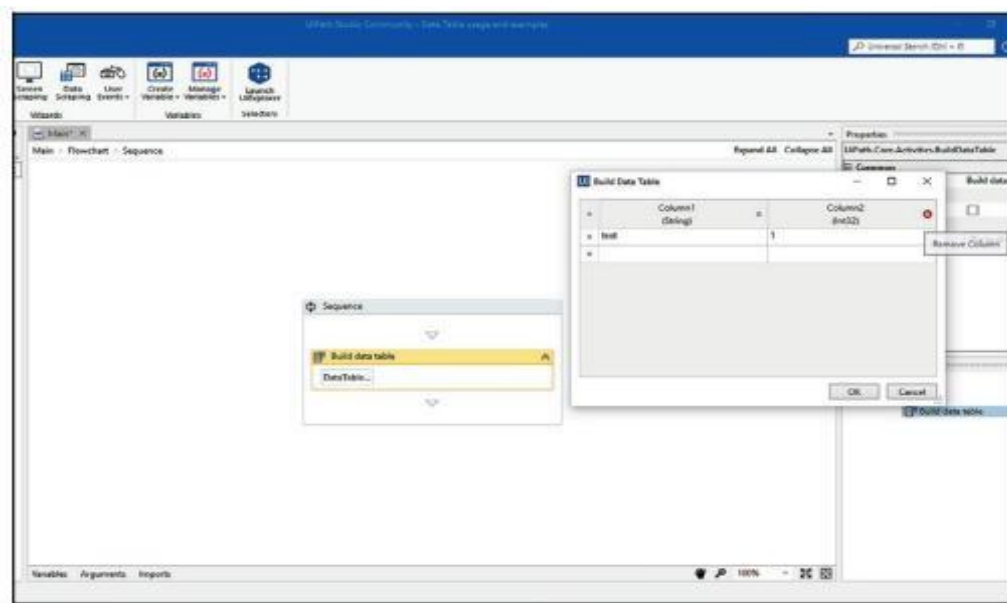 UiPath Studio Community - Data Table usage and examples
Universal Search (Ctrl + F)
Screen Scraping
Data Scraping
User Events
Create Variable
Manage Variables
Launch UiExplorer
Wizards
Variables
Selectors
Main* X
Main Flowchart Sequence
Expand All Collapse All
Properties
UiPath.Core.Activities.BuildDataTable
Common
Build data
Build Data Table
Column1 (String)
Column2 (Int32)
Remove Column
1
Sequence
Build data table
DataTable...
OK Cancel
Build data table
Variables Arguments Imports
100%